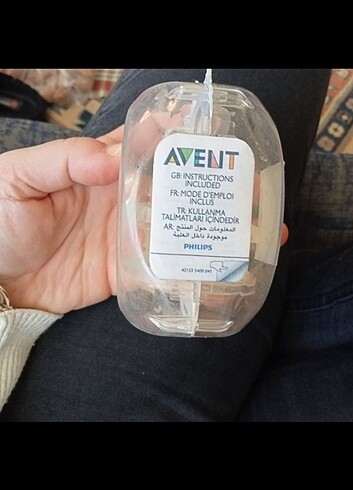 AVENT
GB: INSTRUCTIONS
INCLUDED
FR: MODE D'EMPLOI
INCLUS
TR: KULLANMA
TALİMATLARI İÇİNDEDİR
AR: المعلومات حول المنتج
موجودة داخل العلبة
PHILIPS